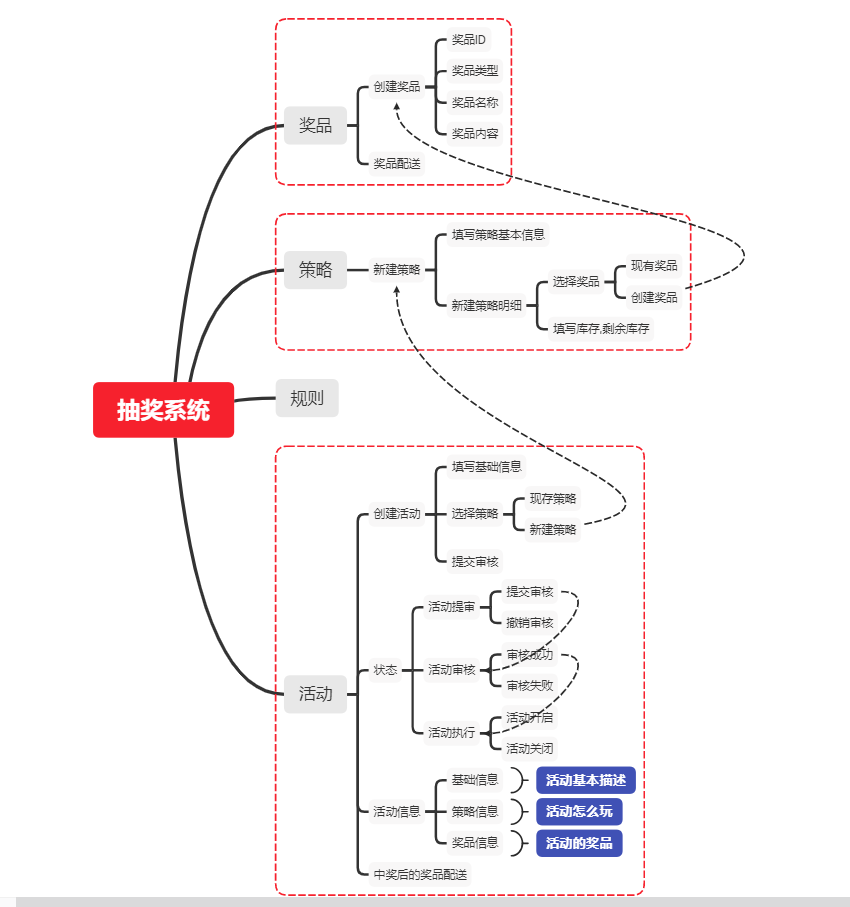 抽奖系统
奖品
创建奖品
奖品ID
奖品类型
奖品名称
奖品内容
奖品配送
策略
新建策略
填写策略基本信息
新建策略明细
选择奖品
现有奖品
创建奖品
填写库存,剩余库存
规则
活动
创建活动
填写基础信息
选择策略
现存策略
新建策略
提交审核
状态
活动提审
提交审核
撤销审核
活动审核
审核成功
审核失败
活动执行
活动开启
活动关闭
活动信息
基础信息
活动基本描述
策略信息
活动怎么玩
奖品信息
活动的奖品
中奖后的奖品配送